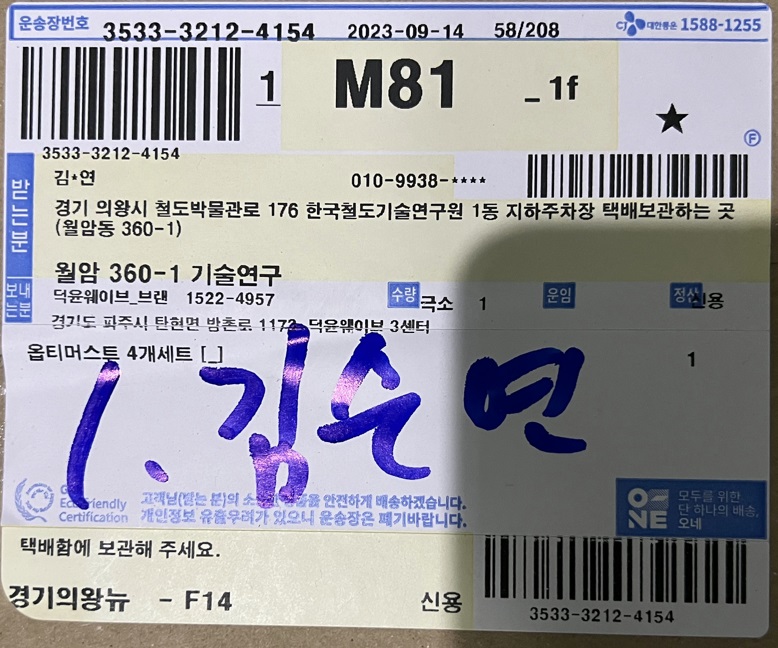 운송장번호 3533-3212-4154 2023-09-14 58/208 CJ 대한통운 1588-1255
1 M81 - 1f
★
Ⓕ
3533-3212-4154
받는분
김*연 010-9938-****
경기 의왕시 철도박물관로 176 한국철도기술연구원 1동 지하주차장 택배보관하는 곳
(월암동 360-1)
월암 360-1 기술연구
보내는분
덕윤웨이브_브랜 1522-4957 수량 극소 1 운임 정산 신용
경기도 파주시 탄현면 방촌로 1172 덕윤웨이브 3센터
옵티머스트 4개세트 [_] 1
1. 김수연
Friendly
Certification
고객님(받는 분)의 안전하게 배송하겠습니다.
개인정보 유출우려가 있으니 운송장은 폐기바랍니다.
ONE 모두를 위한
단 하나의 배송,
오네
택배함에 보관해 주세요.
경기의왕뉴 - F14 신용
3533-3212-4154